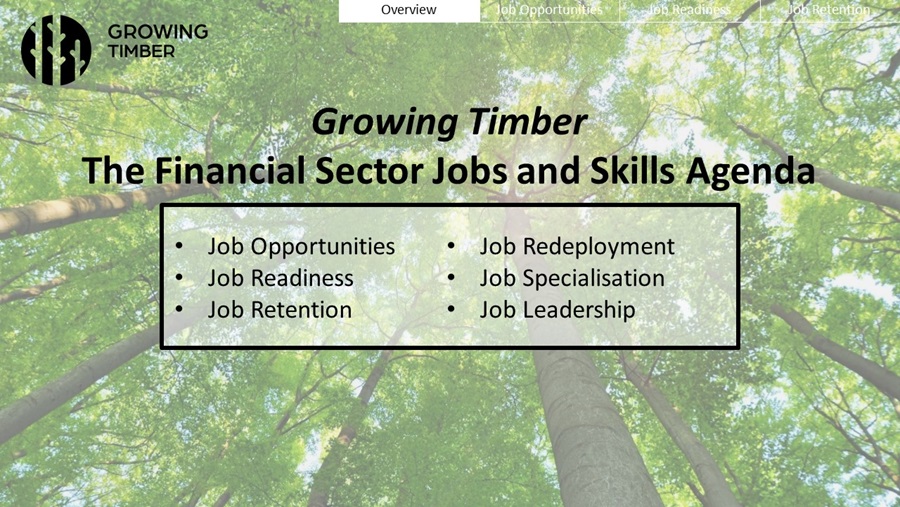 Overview
Job Opportunities
Job Readiness
Job Retention
GROWING
TIMBER
Growing Timber
The Financial Sector Jobs and Skills Agenda
• Job Opportunities
• Job Readiness
• Job Retention
• Job Redeployment
• Job Specialisation
• Job Leadership